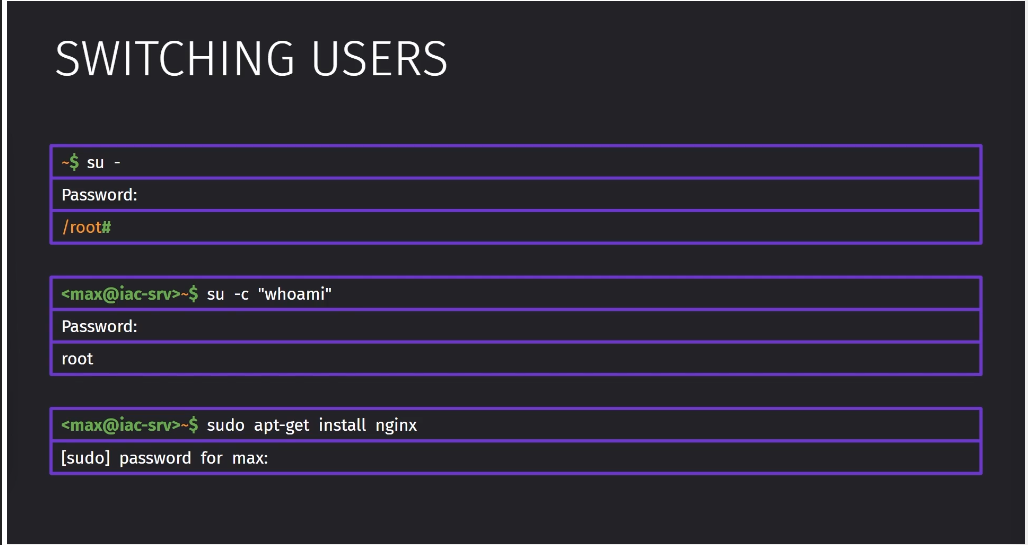 SWITCHING USERS
~$ su -
Password:
/root#
<max@iac-srv>~$ su -c "whoami"
Password:
root
<max@iac-srv>~$ sudo apt-get install nginx
[sudo] password for max: